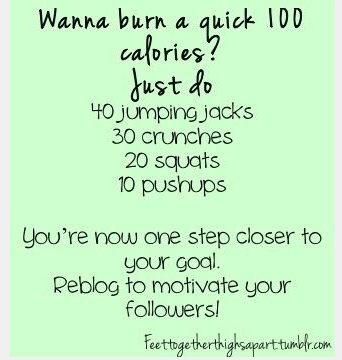 Wanna burn a quick 100
calories?
Just do
40 jumping jacks
30 crunches
20 squats
10 pushups
You're now one step closer to
your goal.
Reblog to motivate your
followers!
Feettogetherthighsapart.tumblr.com